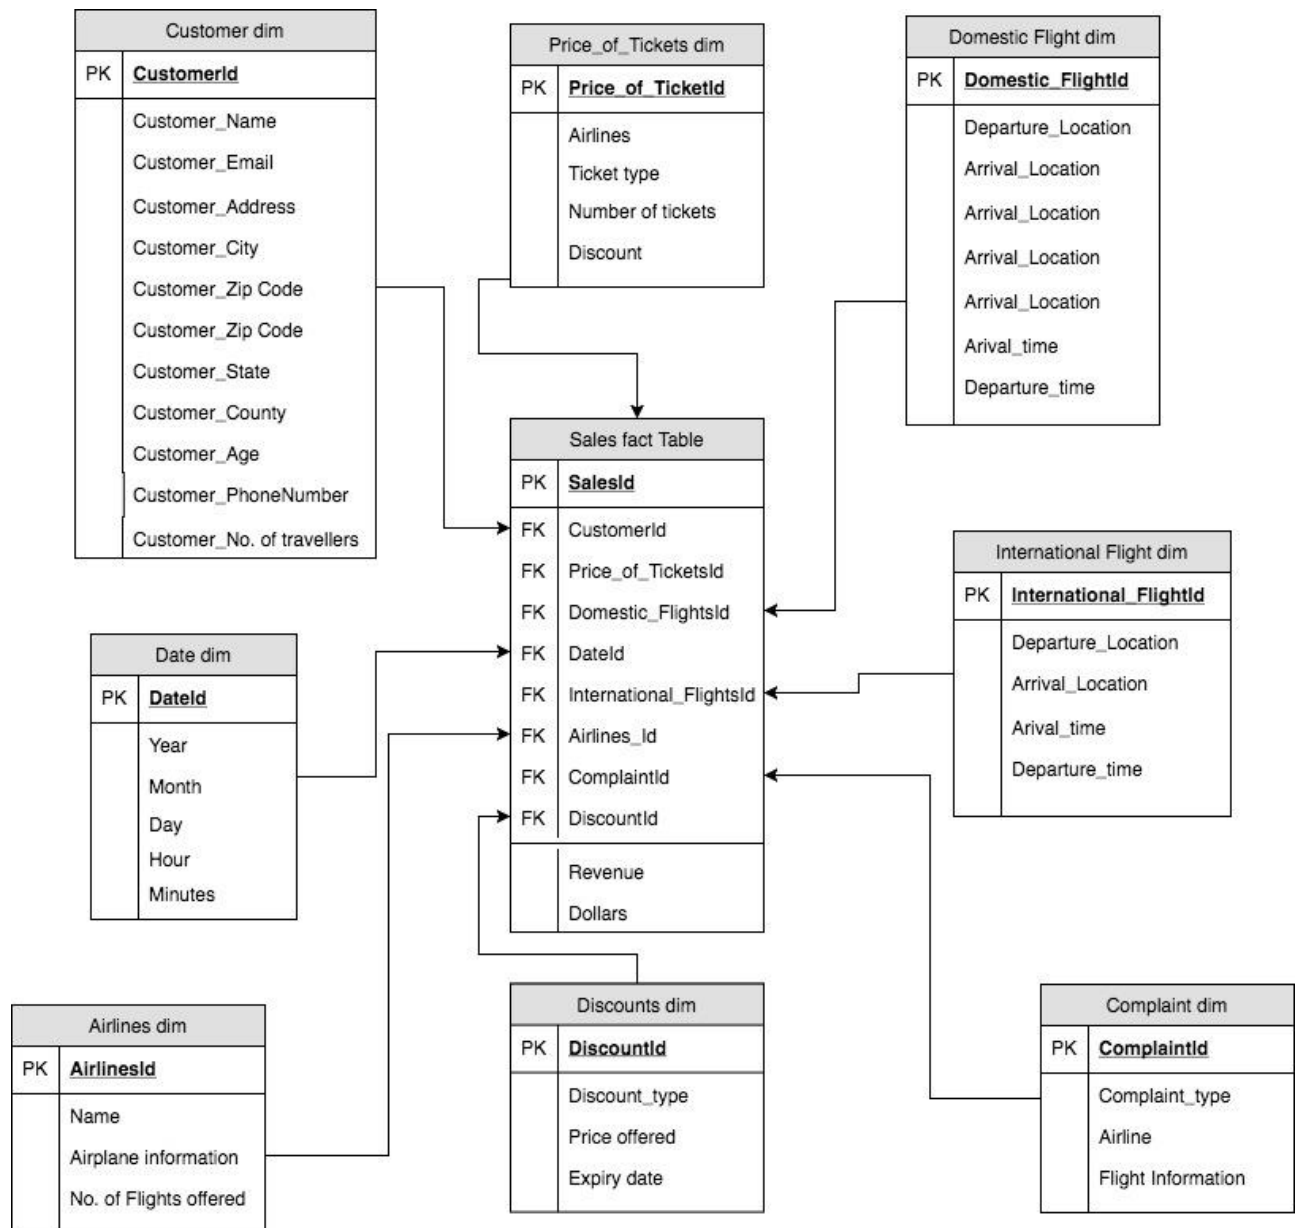 Customer dim
PK CustomerId
Customer_Name
Customer_Email
Customer_Address
Customer_City
Customer_Zip Code
Customer_Zip Code
Customer_State
Customer_County
Customer_Age
Customer_PhoneNumber
Customer_No. of travellers
Price_of_Tickets dim
PK Price_of_TicketId
Airlines
Ticket type
Number of tickets
Discount
Domestic Flight dim
PK Domestic_FlightId
Departure_Location
Arrival_Location
Arrival_Location
Arrival_Location
Arrival_Location
Arival_time
Departure_time
Sales fact Table
PK SalesId
FK CustomerId
FK Price_of_TicketsId
FK Domestic_FlightsId
FK DateId
FK International_FlightsId
FK Airlines_Id
FK ComplaintId
FK DiscountId
Revenue
Dollars
International Flight dim
PK International_FlightId
Departure_Location
Arrival_Location
Arival_time
Departure_time
Date dim
PK DateId
Year
Month
Day
Hour
Minutes
Airlines dim
PK AirlinesId
Name
Airplane information
No. of Flights offered
Discounts dim
PK DiscountId
Discount_type
Price offered
Expiry date
Complaint dim
PK ComplaintId
Complaint_type
Airline
Flight Information